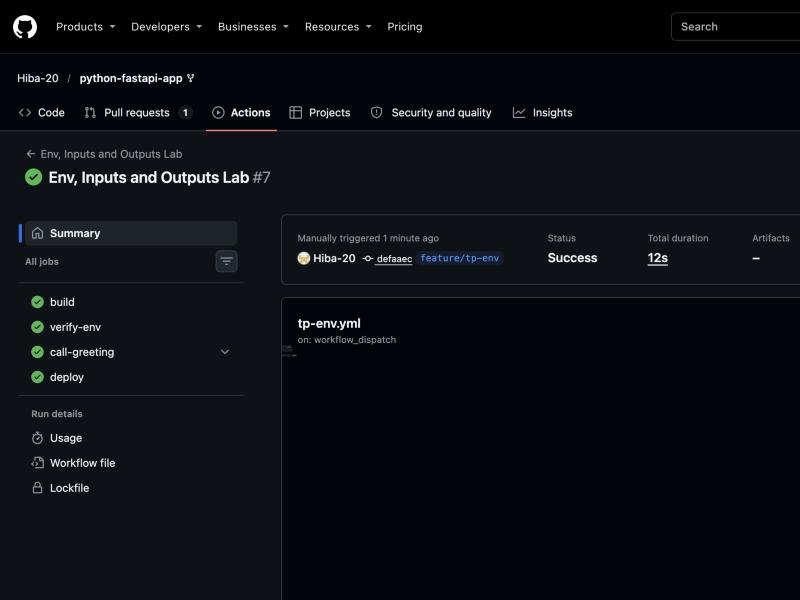 Products Developers Businesses Resources Pricing Search
Hiba-20 / python-fastapi-app
Code Pull requests 1 Actions Projects Security and quality Insights
← Env, Inputs and Outputs Lab
Env, Inputs and Outputs Lab #7
Summary
All jobs
build
verify-env
call-greeting
deploy
Run details
Usage
Workflow file
Lockfile
Manually triggered 1 minute ago Status Total duration Artifacts
Hiba-20 defaaec feature/tp-env Success 12s –
tp-env.yml
on: workflow_dispatch